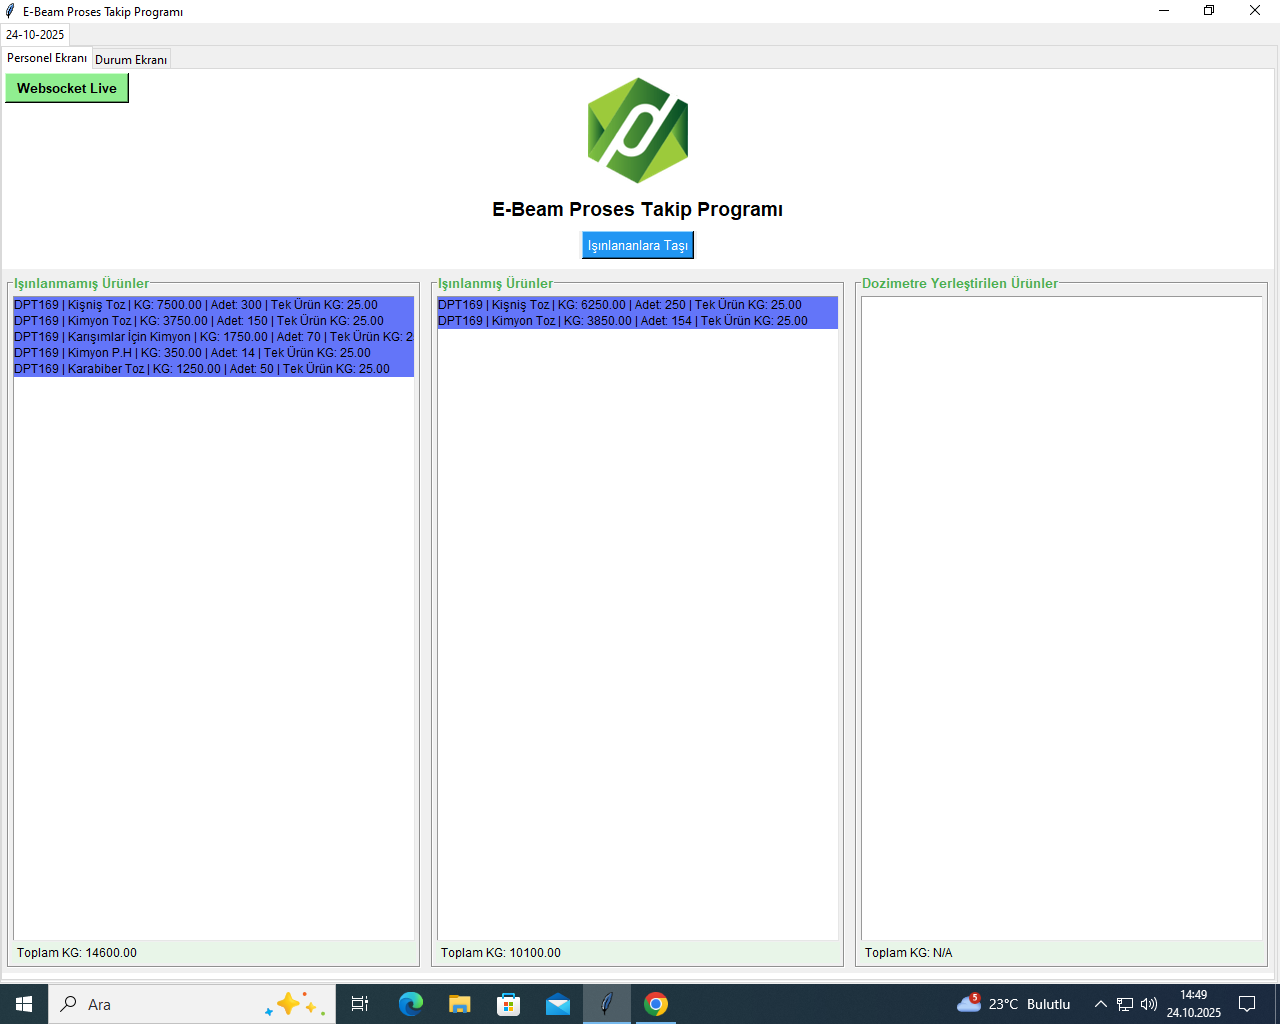 E-Beam Proses Takip Programı
24-10-2025
Personel Ekranı
Durum Ekranı
Websocket Live
E-Beam Proses Takip Programı
Işınlananlara Taşı
Işınlanmamış Ürünler
DPT169 | Kişniş Toz | KG: 7500.00 | Adet: 300 | Tek Ürün KG: 25.00
DPT169 | Kimyon Toz | KG: 3750.00 | Adet: 150 | Tek Ürün KG: 25.00
DPT169 | Karışımlar İçin Kimyon | KG: 1750.00 | Adet: 70 | Tek Ürün KG: 2
DPT169 | Kimyon P.H | KG: 350.00 | Adet: 14 | Tek Ürün KG: 25.00
DPT169 | Karabiber Toz | KG: 1250.00 | Adet: 50 | Tek Ürün KG: 25.00
Toplam KG: 14600.00
Işınlanmış Ürünler
DPT169 | Kişniş Toz | KG: 6250.00 | Adet: 250 | Tek Ürün KG: 25.00
DPT169 | Kimyon Toz | KG: 3850.00 | Adet: 154 | Tek Ürün KG: 25.00
Toplam KG: 10100.00
Dozimetre Yerleştirilen Ürünler
Toplam KG: N/A
Ara
5
23°C Bulutlu
14:49
24.10.2025